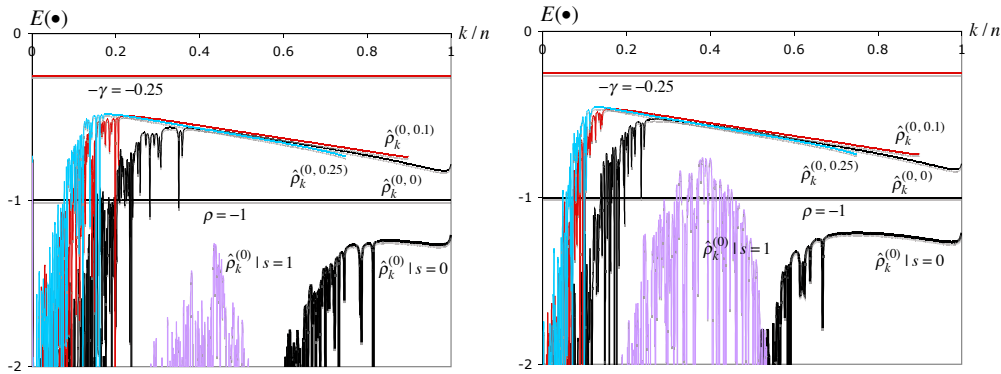 E(•)
k / n
0
0 0.2 0.4 0.6 0.8 1
−γ = −0.25
ρ̂_k^{(0, 0.1)}
ρ̂_k^{(0, 0.25)}
ρ̂_k^{(0, 0)}
-1
ρ = −1
ρ̂_k^{(0)} | s = 1
ρ̂_k^{(0)} | s = 0
-2
E(•)
k / n
0
0 0.2 0.4 0.6 0.8 1
−γ = −0.25
ρ̂_k^{(0, 0.1)}
ρ̂_k^{(0, 0.25)}
ρ̂_k^{(0, 0)}
-1
ρ = −1
ρ̂_k^{(0)} | s = 1
ρ̂_k^{(0)} | s = 0
-2